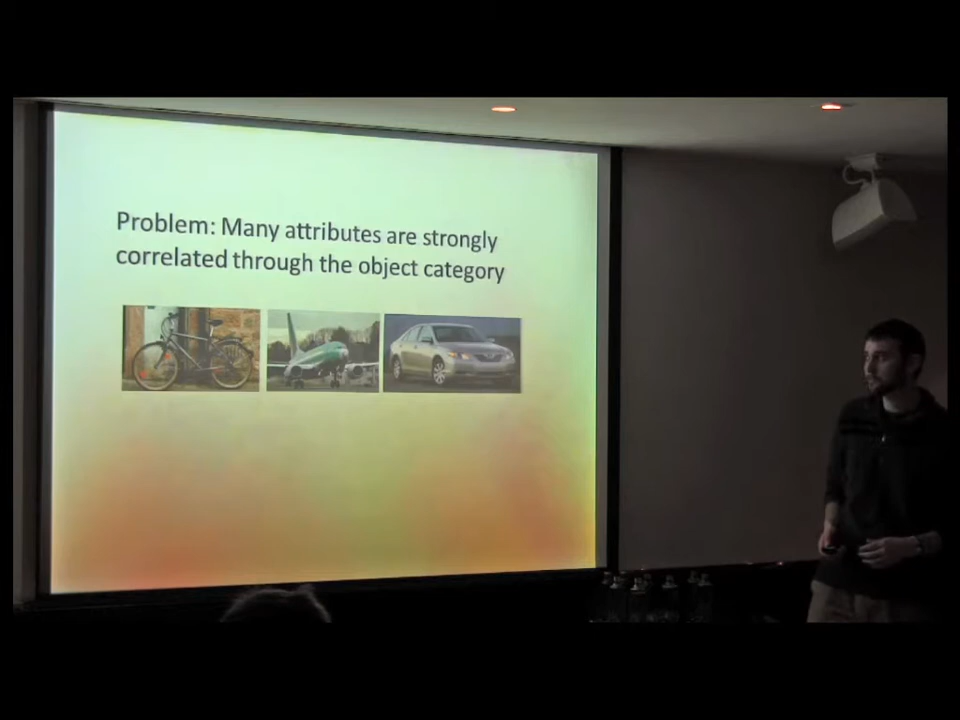 Problem: Many attributes are strongly
correlated through the object category